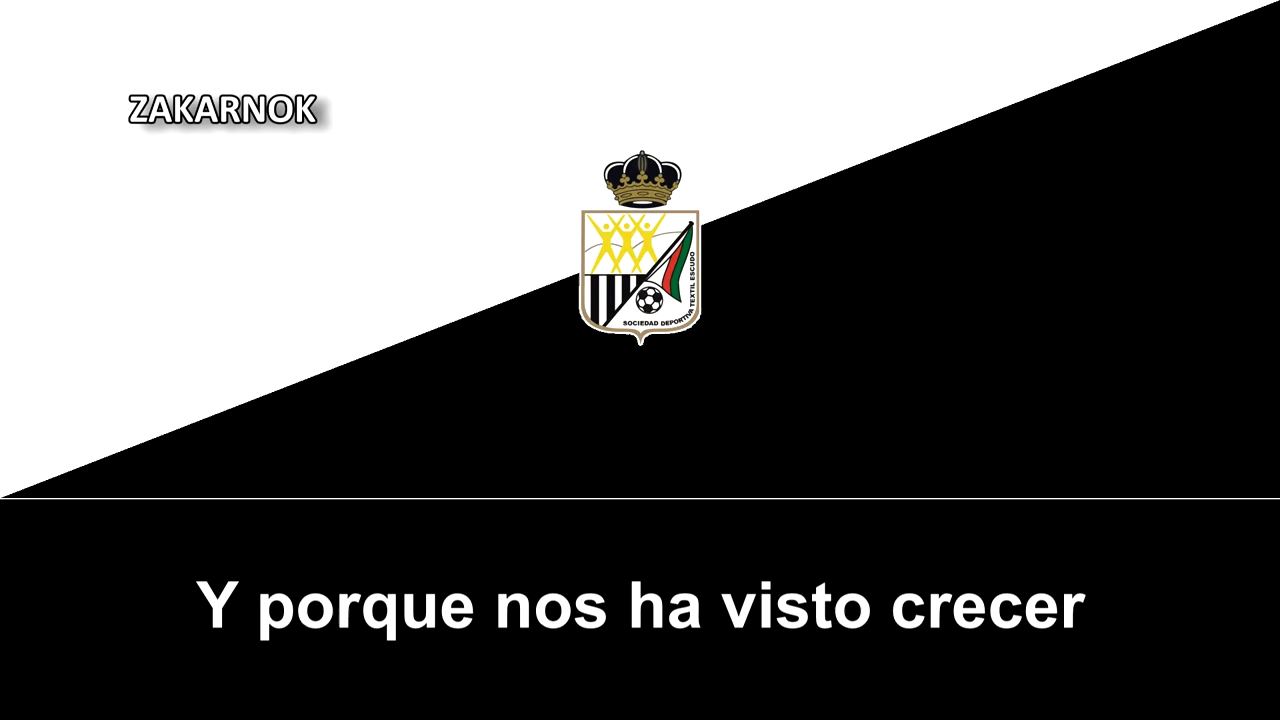 ZAKARNOK
SOCIEDAD DEPORTIVA TEXTIL ESCUDO
Y porque nos ha visto crecer